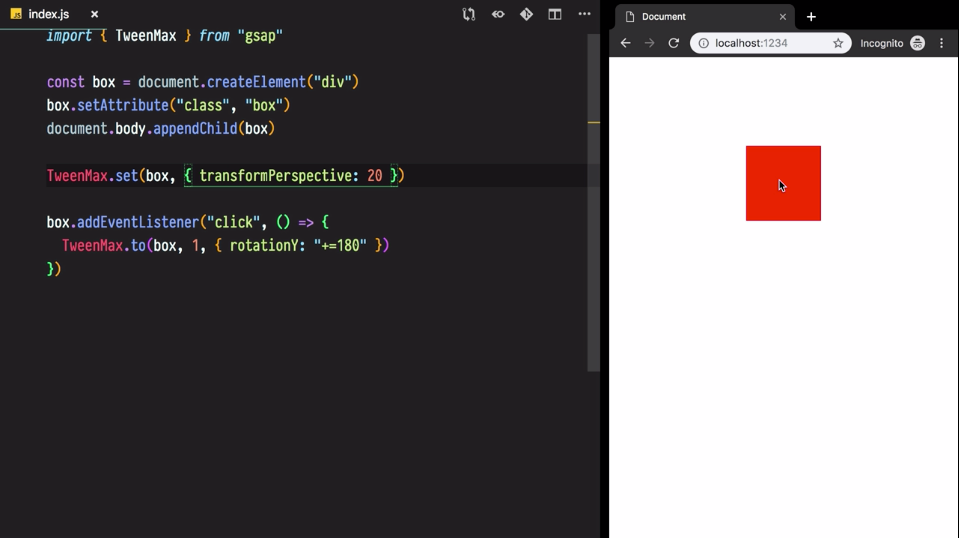 index.js
import { TweenMax } from "gsap"
const box = document.createElement("div")
box.setAttribute("class", "box")
document.body.appendChild(box)
TweenMax.set(box, { transformPerspective: 20 })
box.addEventListener("click", () => {
TweenMax.to(box, 1, { rotationY: "+=180" })
})
Document
localhost:1234
Incognito